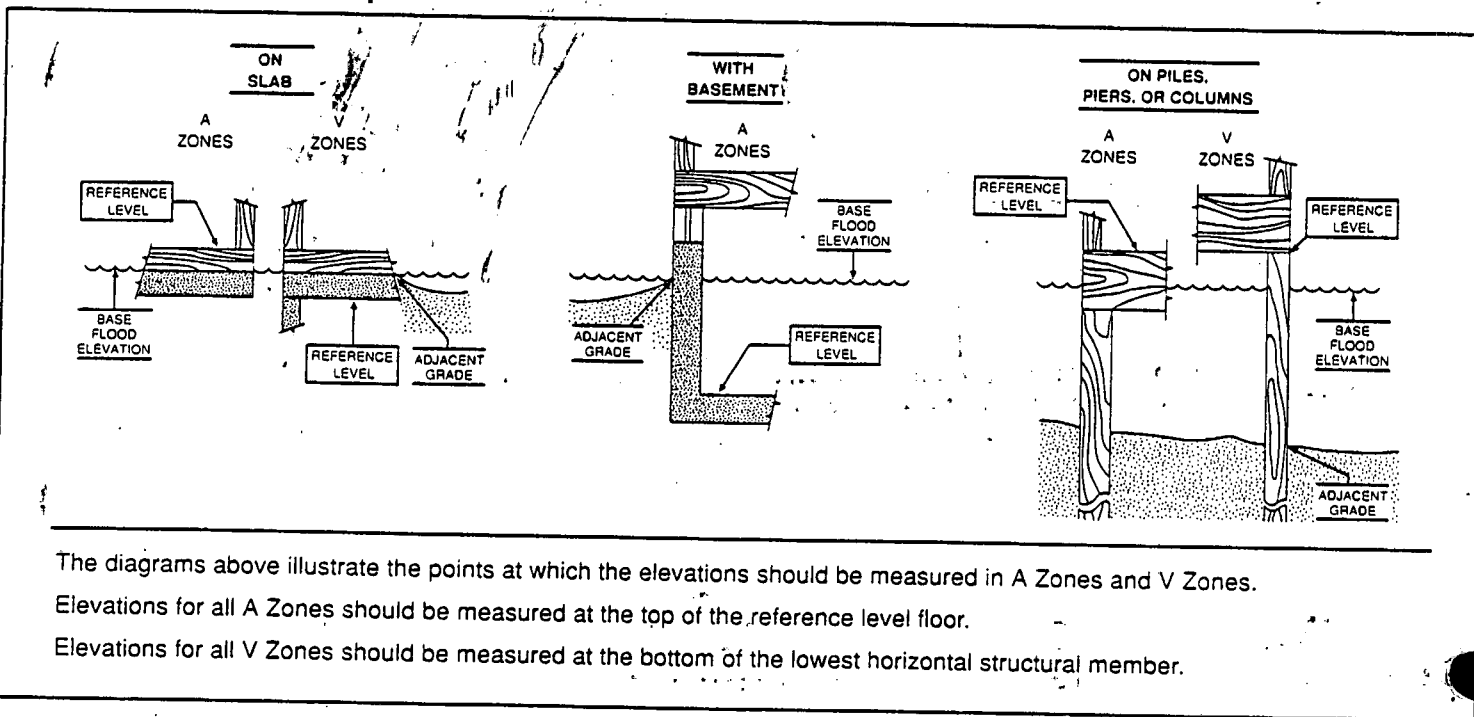 ON
SLAB
A
ZONES
V
ZONES
REFERENCE
LEVEL
BASE
FLOOD
ELEVATION
REFERENCE
LEVEL
ADJACENT
GRADE
WITH
BASEMENT
A
ZONES
BASE
FLOOD
ELEVATION
ADJACENT
GRADE
REFERENCE
LEVEL
ON PILES,
PIERS, OR COLUMNS
A
ZONES
V
ZONES
REFERENCE
LEVEL
REFERENCE
LEVEL
BASE
FLOOD
ELEVATION
ADJACENT
GRADE
The diagrams above illustrate the points at which the elevations should be measured in A Zones and V Zones.
Elevations for all A Zones should be measured at the top of the reference level floor.
Elevations for all V Zones should be measured at the bottom of the lowest horizontal structural member.